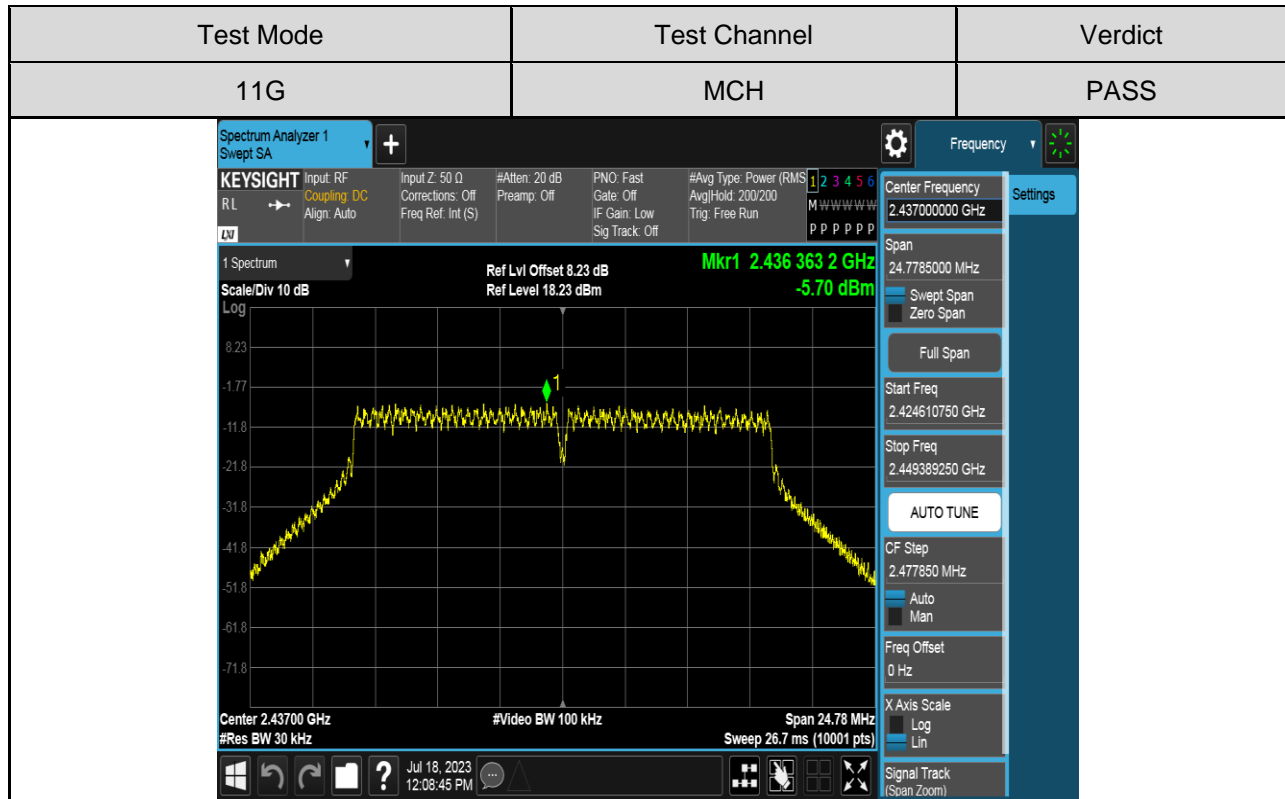 Test Mode Test Channel Verdict
11G MCH PASS
Spectrum Analyzer 1
Swept SA
+
Frequency
KEYSIGHT Input: RF Input Z: 50 Ω #Atten: 20 dB PNO: Fast #Avg Type: Power (RMS 1 2 3 4 5 6
RL Coupling: DC Corrections: Off Preamp: Off Gate: Off Avg|Hold: 200/200 M W W W W W
Align: Auto Freq Ref: Int (S) IF Gain: Low Trig: Free Run
LXI Sig Track: Off P P P P P P
1 Spectrum Ref Lvl Offset 8.23 dB Mkr1 2.436 363 2 GHz
Scale/Div 10 dB Ref Level 18.23 dBm -5.70 dBm
Log
8.23
-1.77
-11.8
-21.8
-31.8
-41.8
-51.8
-61.8
-71.8
1
Center 2.43700 GHz #Video BW 100 kHz Span 24.78 MHz
#Res BW 30 kHz Sweep 26.7 ms (10001 pts)
Center Frequency
2.437000000 GHz
Settings
Span
24.7785000 MHz
Swept Span
Zero Span
Full Span
Start Freq
2.424610750 GHz
Stop Freq
2.449389250 GHz
AUTO TUNE
CF Step
2.477850 MHz
Auto
Man
Freq Offset
0 Hz
X Axis Scale
Log
Lin
Signal Track
(Span Zoom)
? Jul 18, 2023
12:08:45 PM